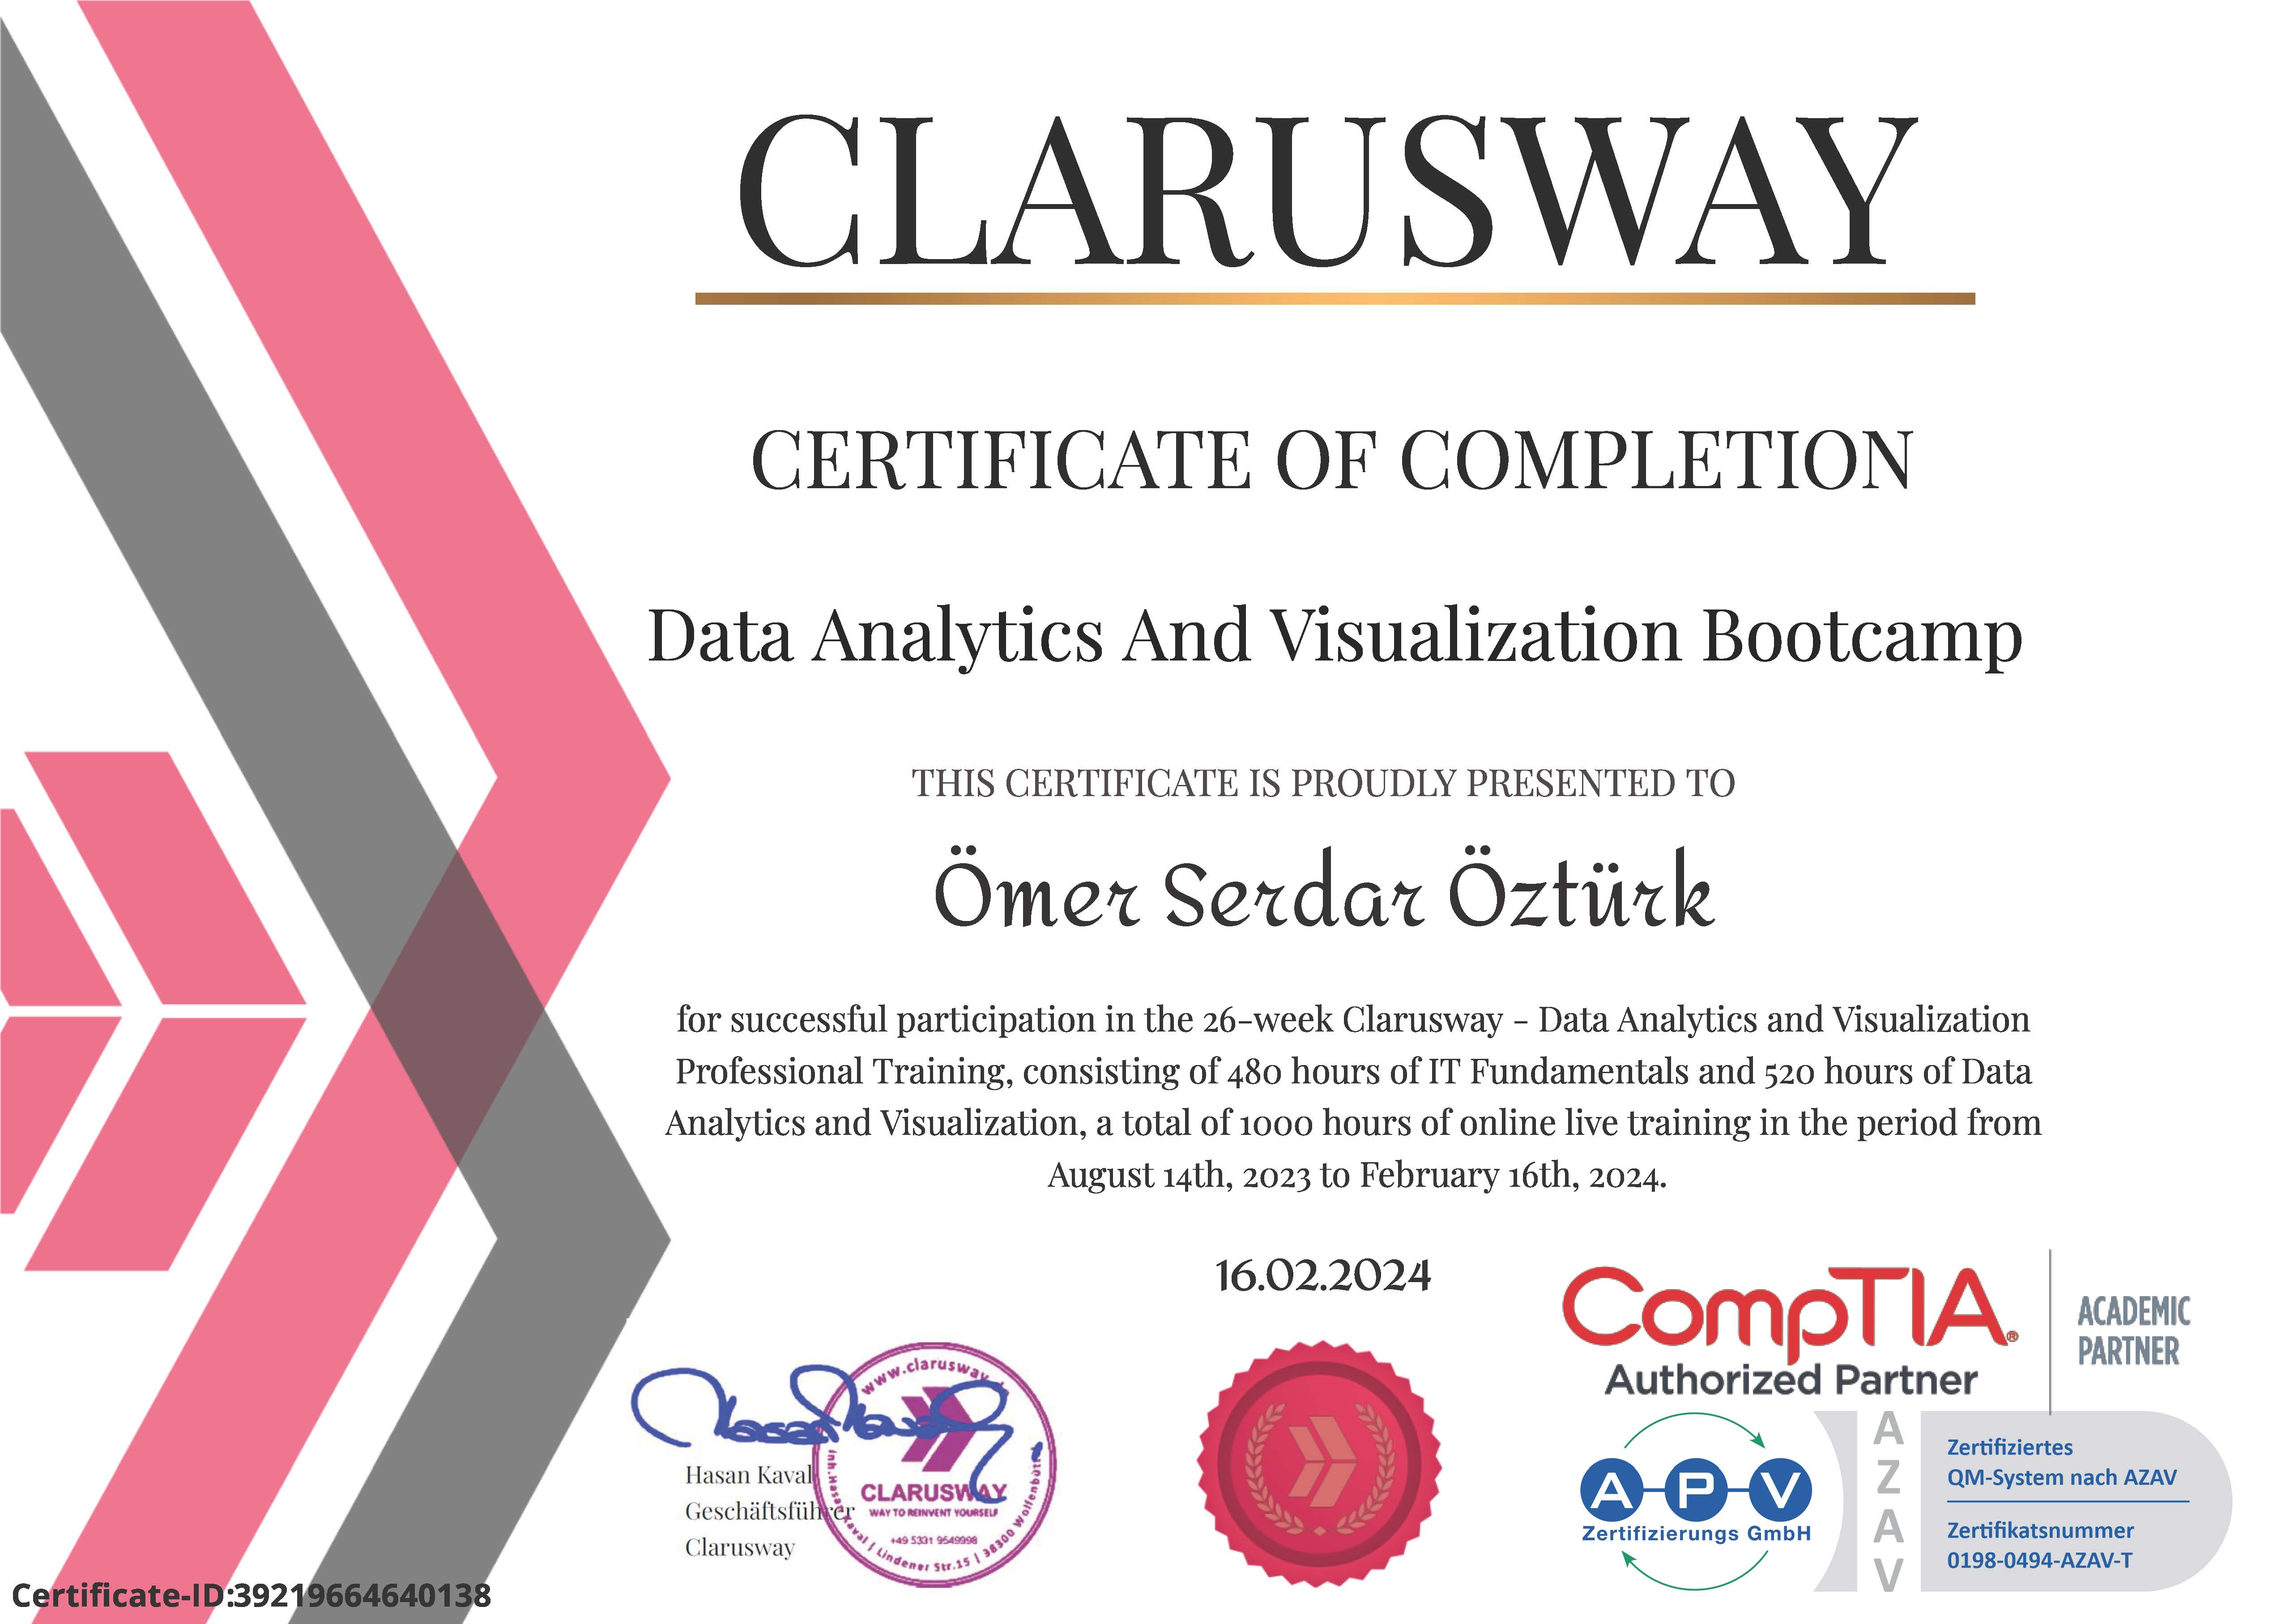 CLARUSWAY
CERTIFICATE OF COMPLETION
Data Analytics And Visualization Bootcamp
THIS CERTIFICATE IS PROUDLY PRESENTED TO
Ömer Serdar Öztürk
for successful participation in the 26-week Clarusway - Data Analytics and Visualization
Professional Training, consisting of 480 hours of IT Fundamentals and 520 hours of Data
Analytics and Visualization, a total of 1000 hours of online live training in the period from
August 14th, 2023 to February 16th, 2024.
16.02.2024
Hasan Kaval
Geschäftsführer
Clarusway
www.clarusway
CLARUSWAY
WAY TO REINVENT YOURSELF
+49 5331 9549998
Inh.Hasan Kaval / Lindener Str.15 | 38300 Wolfenbüttel
CompTIA®
Authorized Partner
ACADEMIC
PARTNER
A-P-V
Zertifizierungs GmbH
AZAV
Zertifiziertes
QM-System nach AZAV
Zertifikatsnummer
0198-0494-AZAV-T
Certificate-ID:39219664640138